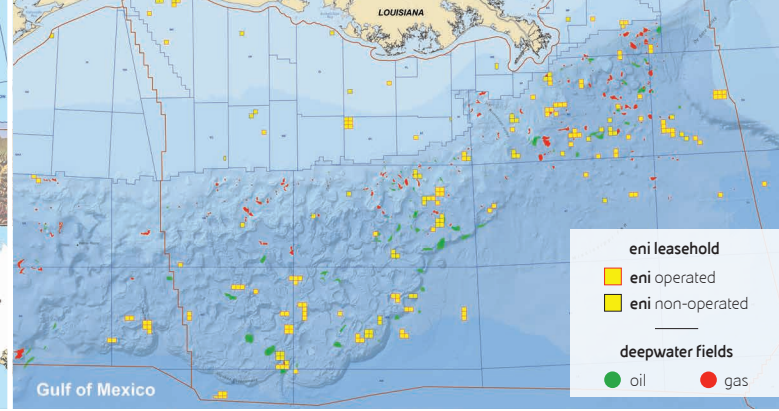 LOUISIANA
eni leasehold
eni operated
eni non-operated
deepwater fields
oil gas
Gulf of Mexico